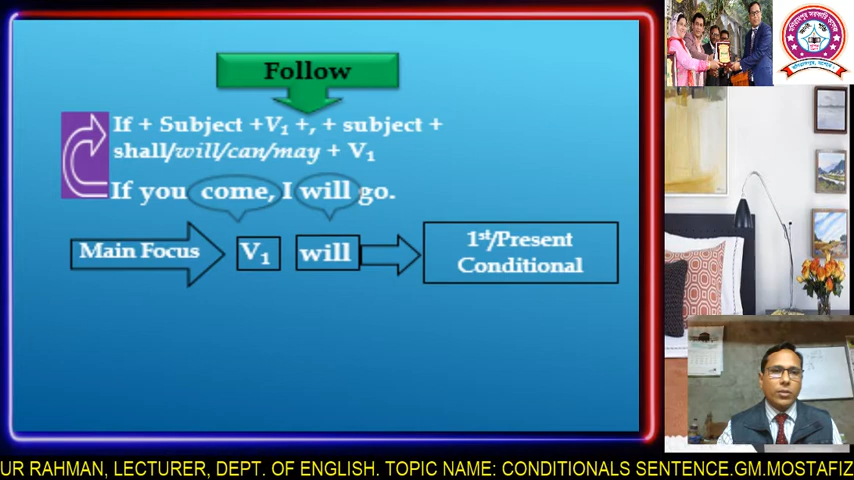 Follow
If + Subject +V₁ +, + subject +
shall/will/can/may + V₁
If you come, I will go.
Main Focus
V₁
will
1st/Present
Conditional
UR RAHMAN, LECTURER, DEPT. OF ENGLISH. TOPIC NAME: CONDITIONALS SENTENCE.GM.MOSTAFIZ